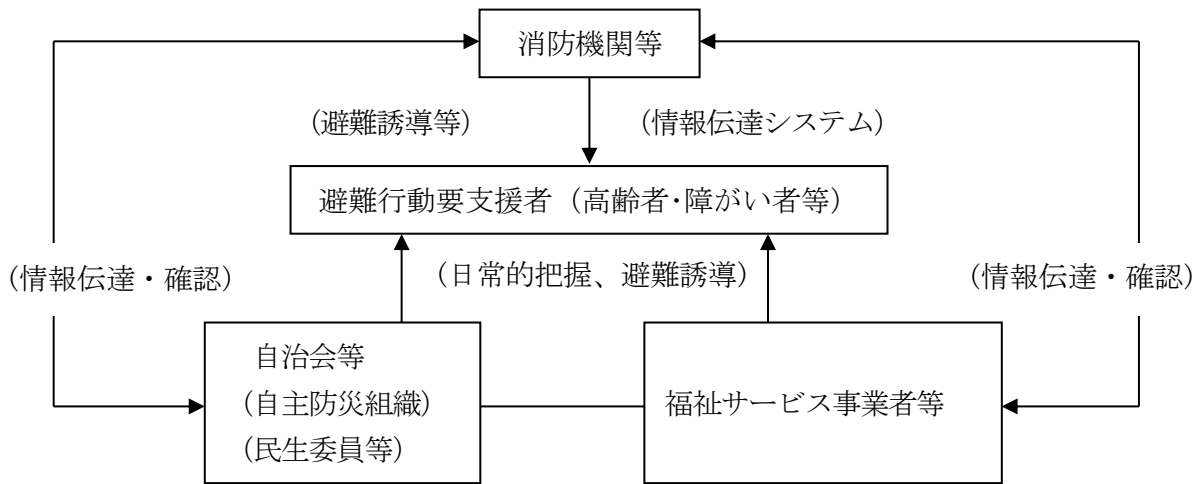 消防機関等
(避難誘導等)
(情報伝達システム)
避難行動要支援者(高齢者･障がい者等)
(情報伝達・確認)
(日常的把握、避難誘導)
(情報伝達・確認)
自治会等
(自主防災組織)
(民生委員等)
福祉サービス事業者等